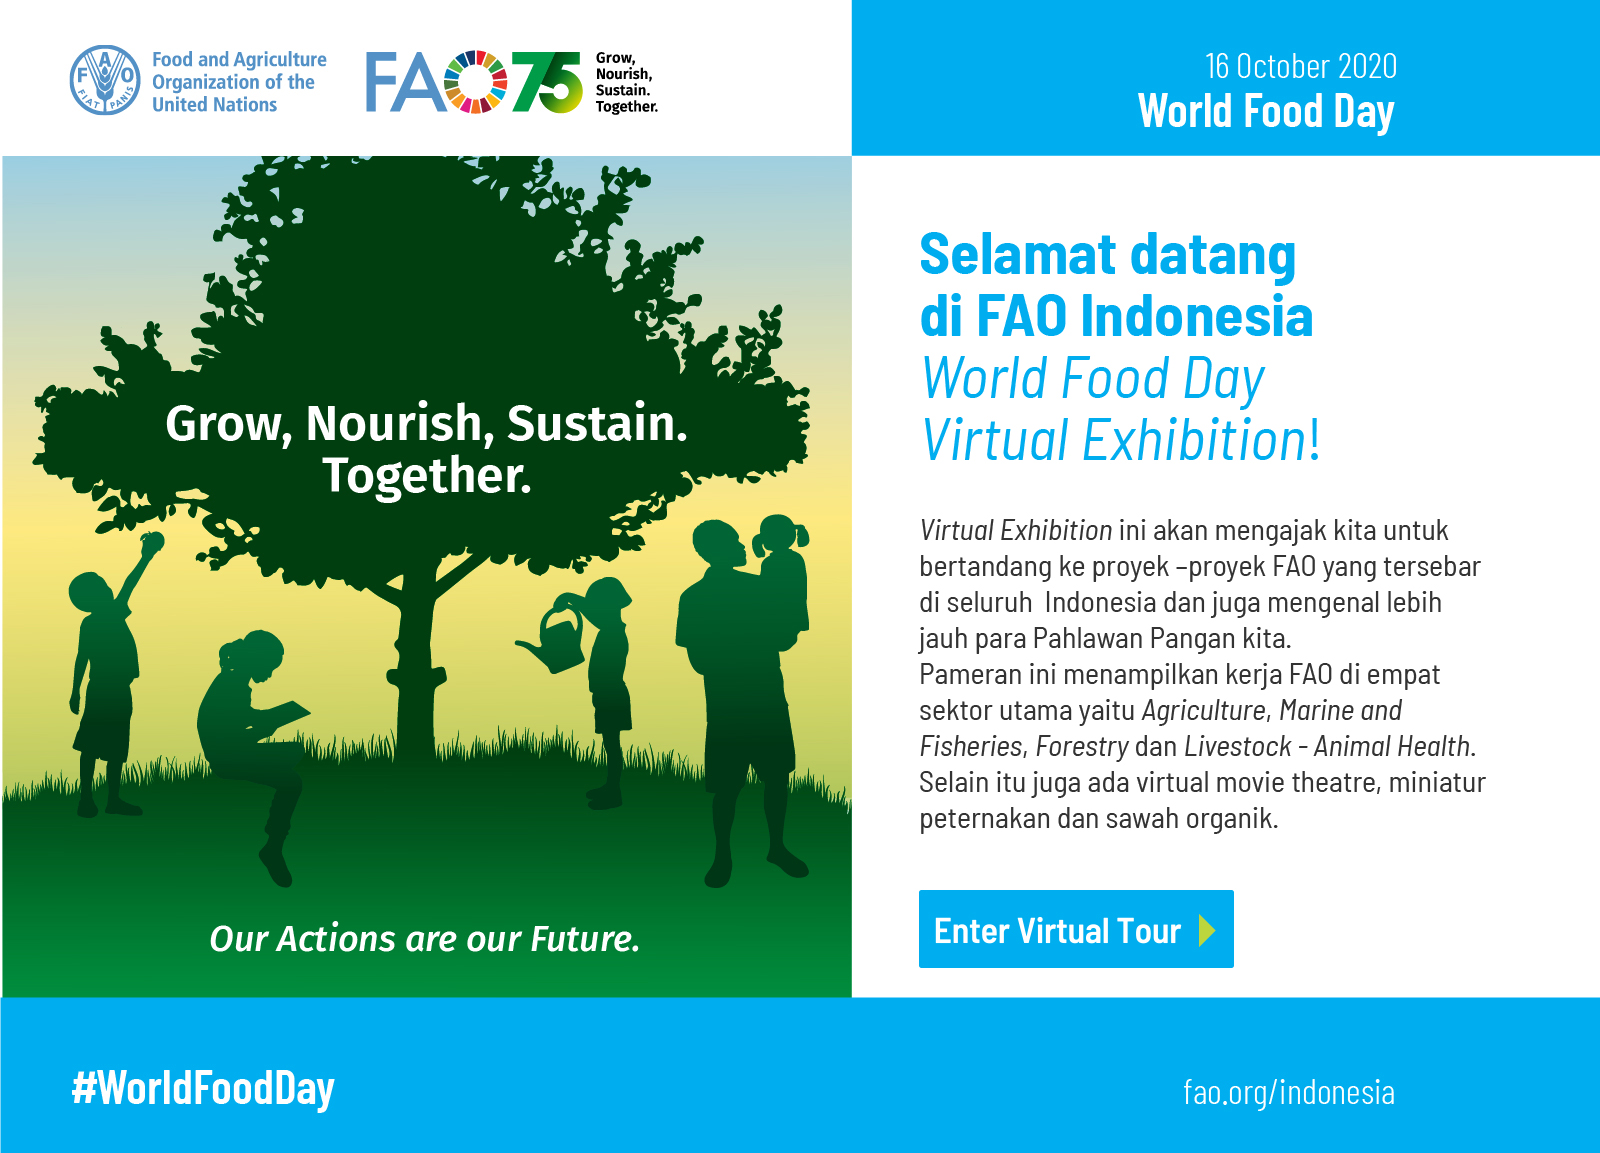 FAO
FIAT PANIS
Food and Agriculture
Organization of the
United Nations
FAO75
Grow,
Nourish,
Sustain.
Together.
16 October 2020
World Food Day
Grow, Nourish, Sustain.
Together.
Our Actions are our Future.
Selamat datang
di FAO Indonesia
World Food Day
Virtual Exhibition!
Virtual Exhibition ini akan mengajak kita untuk
bertandang ke proyek –proyek FAO yang tersebar
di seluruh  Indonesia dan juga mengenal lebih
jauh para Pahlawan Pangan kita.
Pameran ini menampilkan kerja FAO di empat
sektor utama yaitu Agriculture, Marine and
Fisheries, Forestry dan Livestock - Animal Health.
Selain itu juga ada virtual movie theatre, miniatur
peternakan dan sawah organik.
Enter Virtual Tour
#WorldFoodDay
fao.org/indonesia